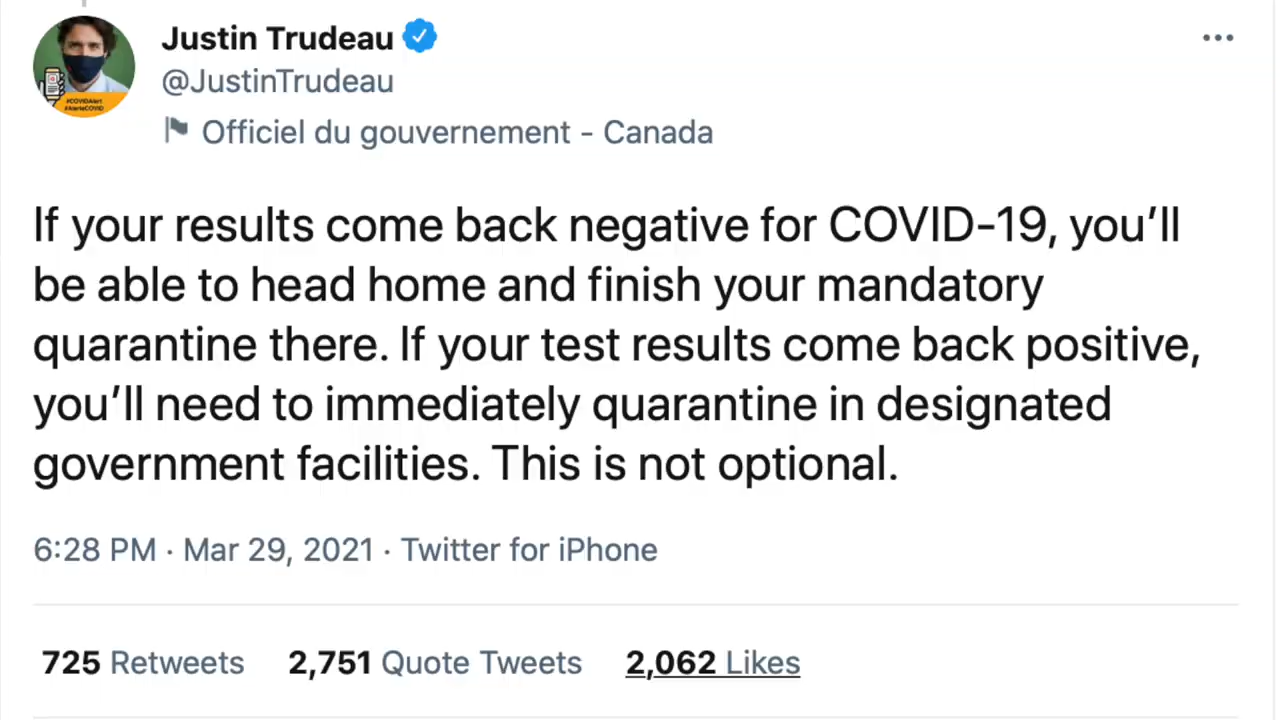 Justin Trudeau
@JustinTrudeau
Officiel du gouvernement - Canada
If your results come back negative for COVID-19, you’ll
be able to head home and finish your mandatory
quarantine there. If your test results come back positive,
you’ll need to immediately quarantine in designated
government facilities. This is not optional.
6:28 PM · Mar 29, 2021 · Twitter for iPhone
725 Retweets 2,751 Quote Tweets 2,062 Likes
#COVIDAlert
#AlerteCOVID